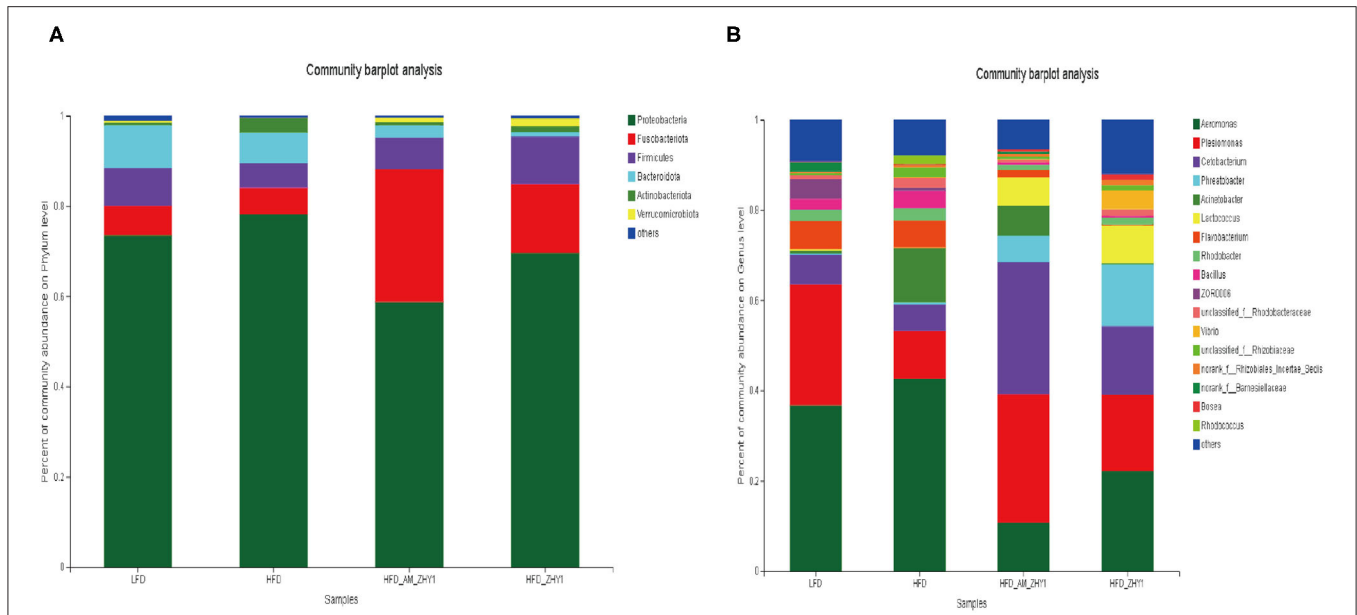 A
Community barplot analysis
Percent of community abundance on Phylum level
1
0.8
0.6
0.4
0.2
0
LFD
HFD
HFD_AM_ZHY1
HFD_ZHY1
Samples
Proteobacteria
Fusobacteriota
Firmicutes
Bacteroidota
Actinobacteriota
Verrucomicrobiota
others
B
Community barplot analysis
Percent of community abundance on Genus level
1
0.8
0.6
0.4
0.2
0
LFD
HFD
HFD_AM_ZHY1
HFD_ZHY1
Samples
Aeromonas
Plesiomonas
Cetobacterium
Phreatobacter
Acinetobacter
Lactococcus
Flavobacterium
Rhodobacter
Bacillus
ZOR0006
unclassified_f__Rhodobacteraceae
Vibrio
unclassified_f__Rhizobiaceae
norank_f__Rhizobiales_Incertae_Sedis
norank_f__Barnesiellaceae
Bosea
Rhodococcus
others